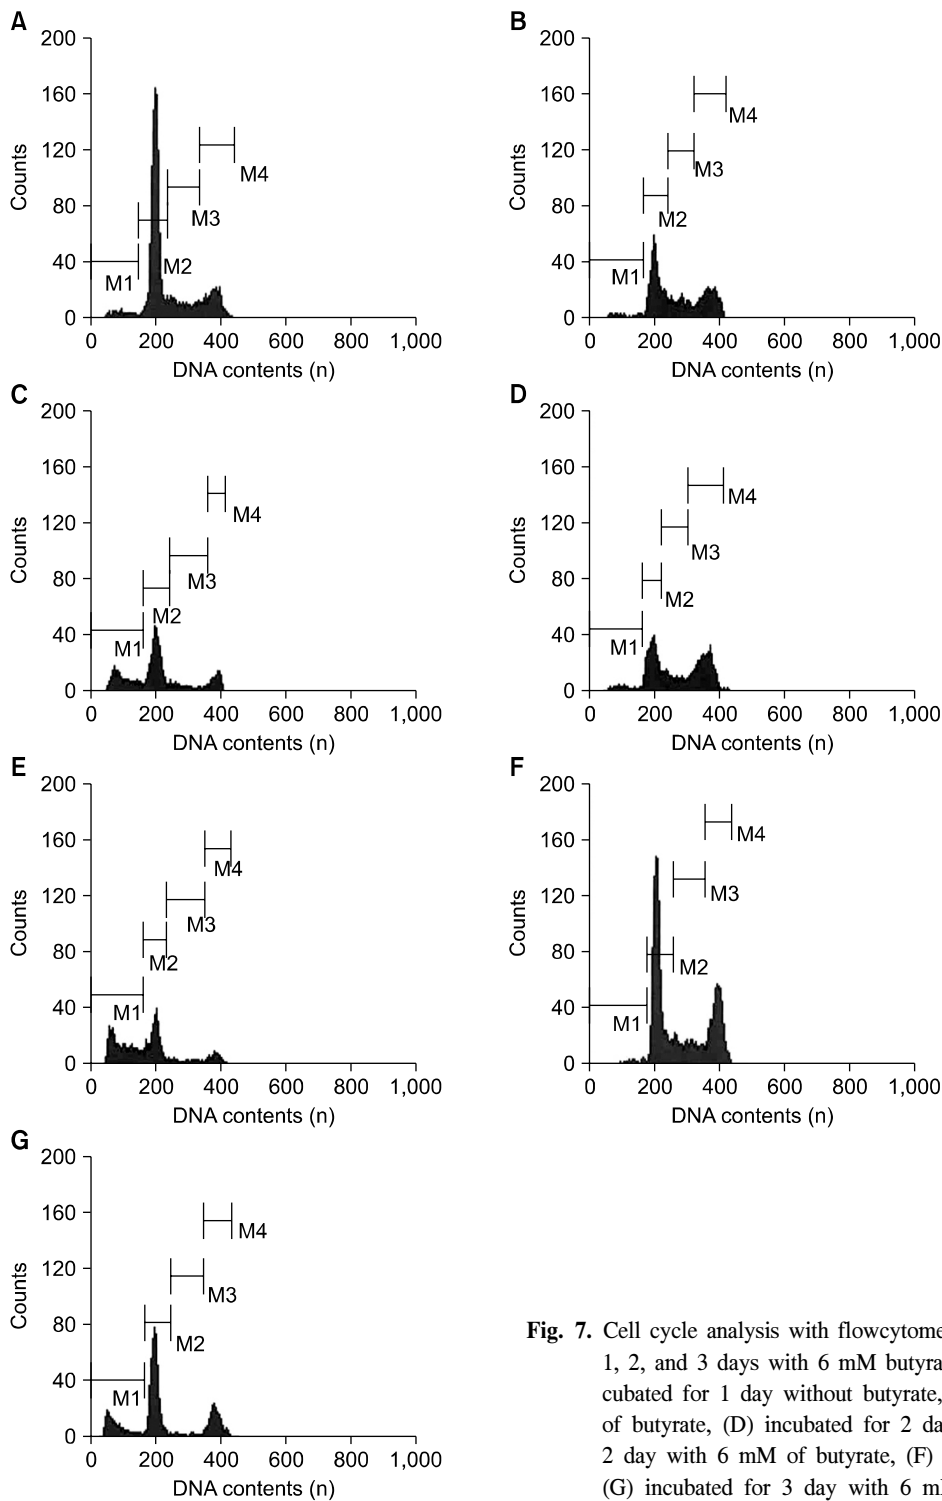 A
200
160
120
80
40
0
Counts
M1
M2
M3
M4
0 200 400 600 800 1,000
DNA contents (n)
B
200
160
120
80
40
0
Counts
M1
M2
M3
M4
0 200 400 600 800 1,000
DNA contents (n)
C
200
160
120
80
40
0
Counts
M1
M2
M3
M4
0 200 400 600 800 1,000
DNA contents (n)
D
200
160
120
80
40
0
Counts
M1
M2
M3
M4
0 200 400 600 800 1,000
DNA contents (n)
E
200
160
120
80
40
0
Counts
M1
M2
M3
M4
0 200 400 600 800 1,000
DNA contents (n)
F
200
160
120
80
40
0
Counts
M1
M2
M3
M4
0 200 400 600 800 1,000
DNA contents (n)
G
200
160
120
80
40
0
Counts
M1
M2
M3
M4
0 200 400 600 800 1,000
DNA contents (n)
Fig. 7. Cell cycle analysis with flowcytome
1, 2, and 3 days with 6 mM butyra
cubated for 1 day without butyrate,
of butyrate, (D) incubated for 2 da
2 day with 6 mM of butyrate, (F)
(G) incubated for 3 day with 6 m